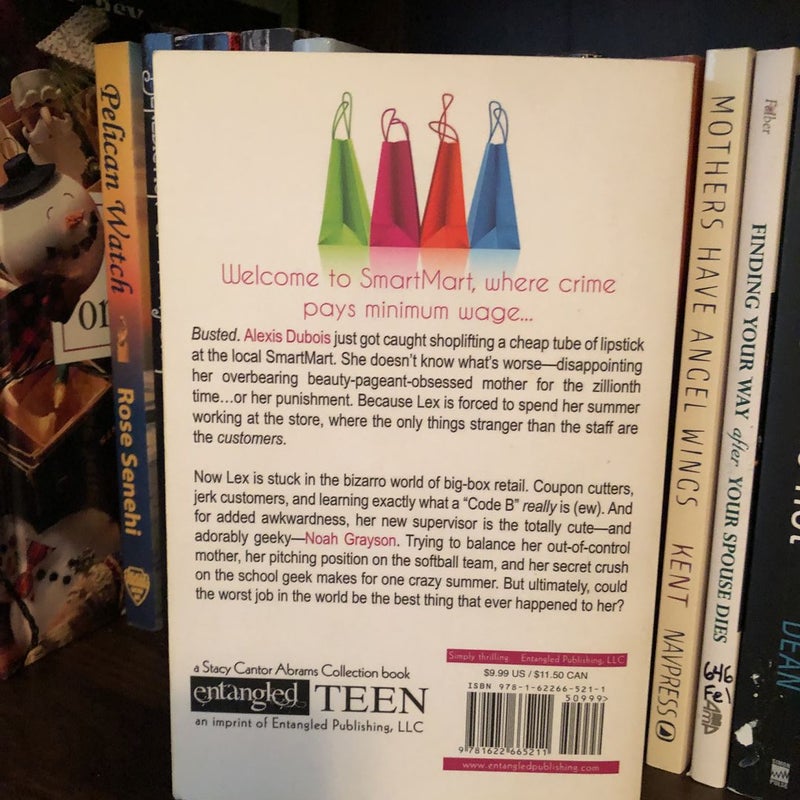 Pelican Watch
Rose Senehi
or
Welcome to SmartMart, where crime
pays minimum wage...
Busted. Alexis Dubois just got caught shoplifting a cheap tube of lipstick
at the local SmartMart. She doesn't know what's worse—disappointing
her overbearing beauty-pageant-obsessed mother for the zillionth
time…or her punishment. Because Lex is forced to spend her summer
working at the store, where the only things stranger than the staff are
the customers.
Now Lex is stuck in the bizarro world of big-box retail. Coupon cutters,
jerk customers, and learning exactly what a "Code B" really is (ew). And
for added awkwardness, her new supervisor is the totally cute—and
adorably geeky—Noah Grayson. Trying to balance her out-of-control
mother, her pitching position on the softball team, and her secret crush
on the school geek makes for one crazy summer. But ultimately, could
the worst job in the world be the best thing that ever happened to her?
a Stacy Cantor Abrams Collection book
entangled TEEN
an imprint of Entangled Publishing, LLC
Simply thrilling Entangled Publishing, LLC
$9.99 US / $11.50 CAN
ISBN 978-1-62266-521-1
50999>
9 781622 665211
www.entangledpublishing.com
MOTHERS HAVE ANGEL WINGS KENT NAVPRESS
FINDING YOUR WAY after YOUR SPOUSE DIES
646
DEAN
SIMON
PULSE